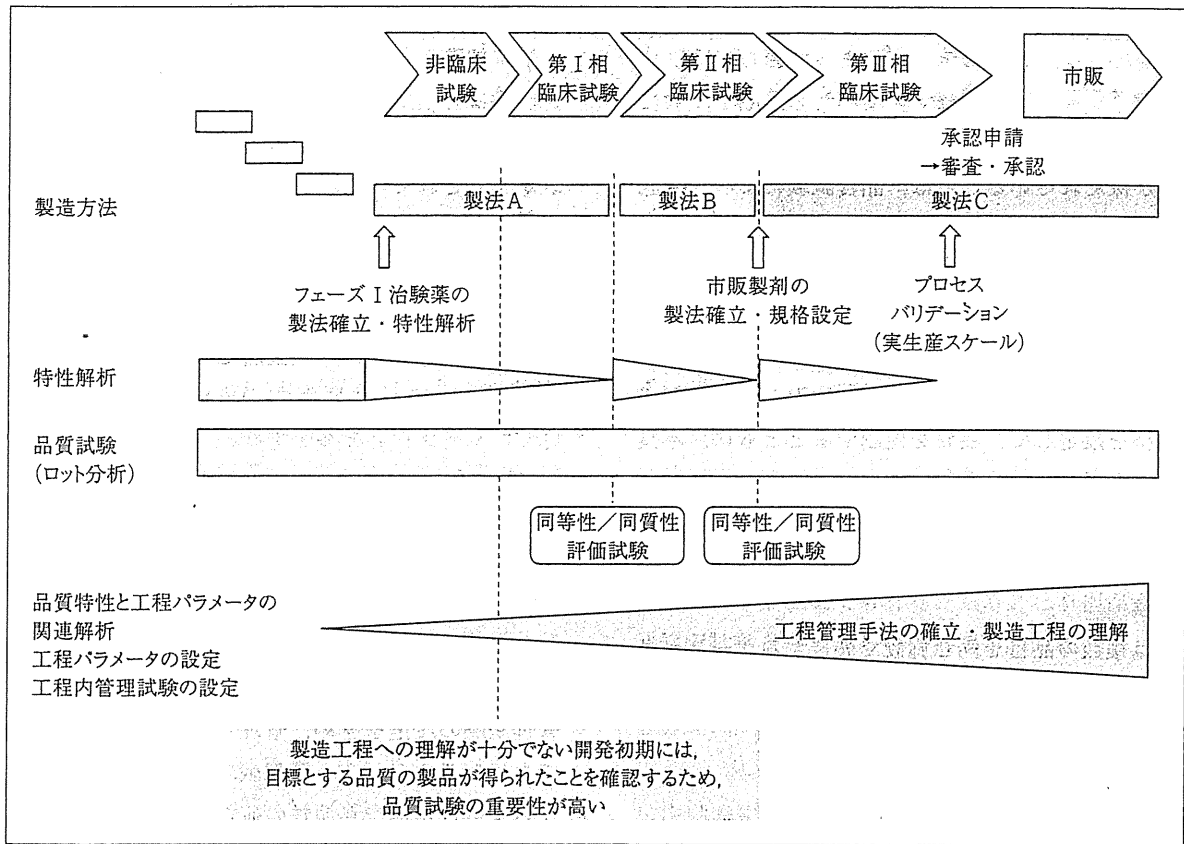 非臨床
試験
第Ⅰ相
臨床試験
第Ⅱ相
臨床試験
第Ⅲ相
臨床試験
市販
承認申請
→審査・承認
製造方法
製法A
製法B
製法C
フェーズⅠ治験薬の
製法確立・特性解析
市販製剤の
製法確立・規格設定
プロセス
バリデーション
(実生産スケール)
特性解析
品質試験
(ロット分析)
同等性/同質性
評価試験
同等性/同質性
評価試験
品質特性と工程パラメータの
関連解析
工程パラメータの設定
工程内管理試験の設定
工程管理手法の確立・製造工程の理解
製造工程への理解が十分でない開発初期には,
目標とする品質の製品が得られたことを確認するため,
品質試験の重要性が高い